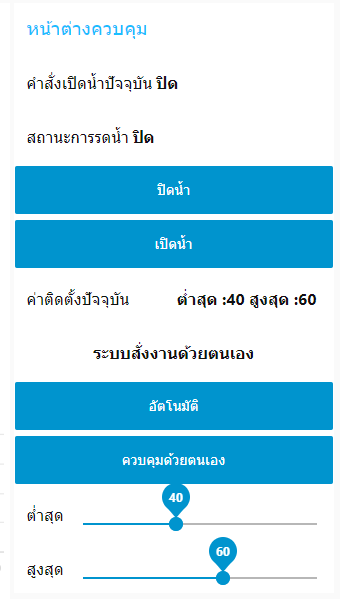 หน้าต่างควบคุม
คำสั่งเปิดน้ำปัจจุบัน ปิด
สถานะการรดน้ำ ปิด
ปิดน้ำ
เปิดน้ำ
ค่าติดตั้งปัจจุบัน ต่ำสุด :40 สูงสุด :60
ระบบสั่งงานด้วยตนเอง
อัตโนมัติ
ควบคุมด้วยตนเอง
40
ต่ำสุด
60
สูงสุด